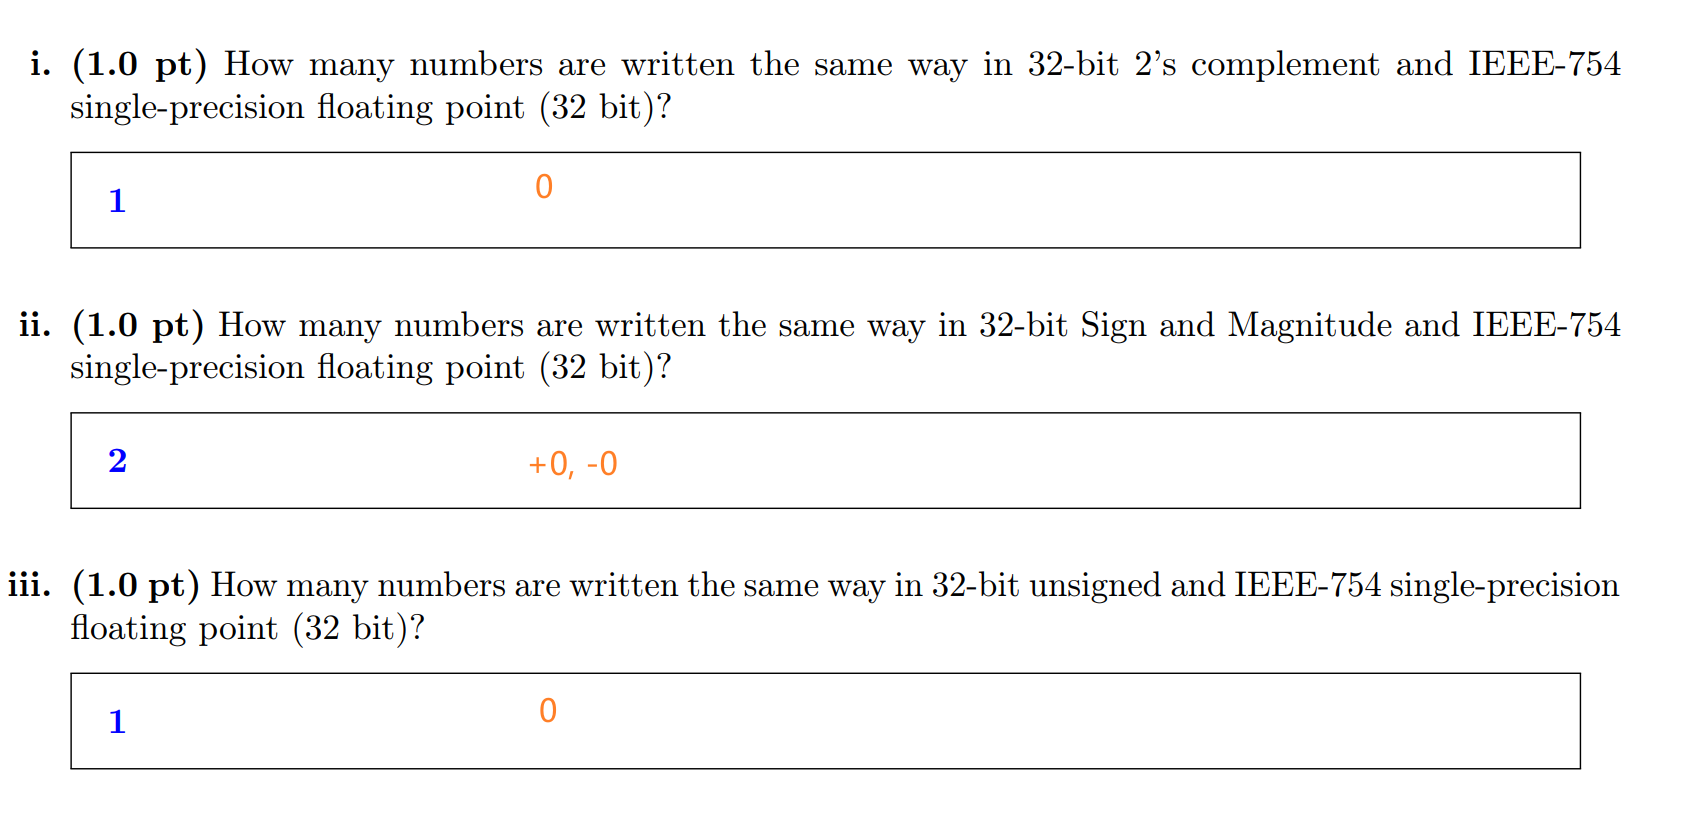 i. (1.0 pt) How many numbers are written the same way in 32-bit 2’s complement and IEEE-754
single-precision floating point (32 bit)?
1 0
ii. (1.0 pt) How many numbers are written the same way in 32-bit Sign and Magnitude and IEEE-754
single-precision floating point (32 bit)?
2 +0, -0
iii. (1.0 pt) How many numbers are written the same way in 32-bit unsigned and IEEE-754 single-precision
floating point (32 bit)?
1 0